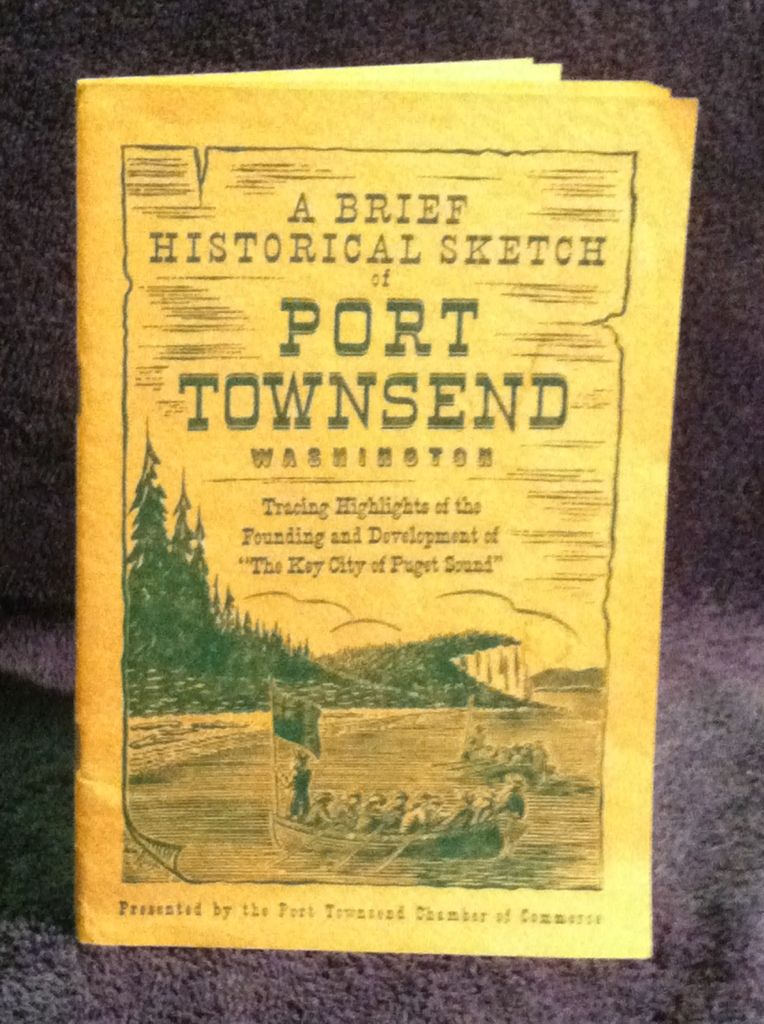 A BRIEF
HISTORICAL SKETCH
of
PORT
TOWNSEND
WASHINGTON
Tracing Highlights of the
Founding and Development of
"The Key City of Puget Sound"
Presented by the Port Townsend Chamber of Commerce